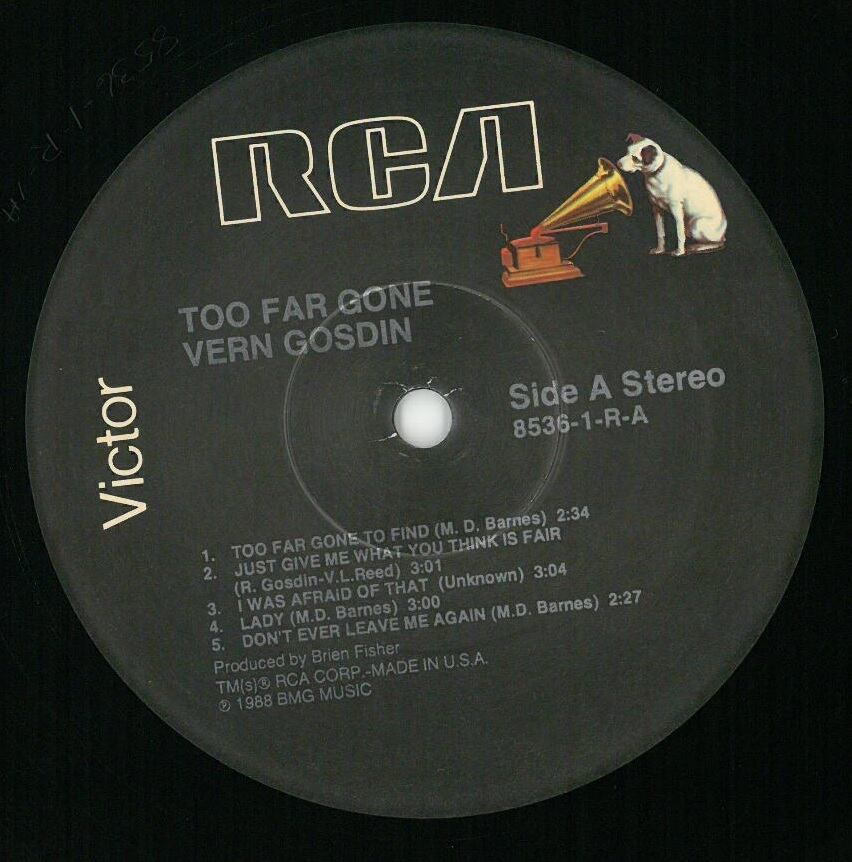 8536-1-R-1A
RCA
TOO FAR GONE
VERN GOSDIN
Side A Stereo
8536-1-R-A
Victor
1. TOO FAR GONE TO FIND (M. D. Barnes) 2:34
2. JUST GIVE ME WHAT YOU THINK IS FAIR
(R. Gosdin-V.L.Reed) 3:01
3. I WAS AFRAID OF THAT (Unknown) 3:04
4. LADY (M.D. Barnes) 3:00
5. DON'T EVER LEAVE ME AGAIN (M.D. Barnes) 2:27
Produced by Brien Fisher
TM(s)® RCA CORP.-MADE IN U.S.A.
℗ 1988 BMG MUSIC